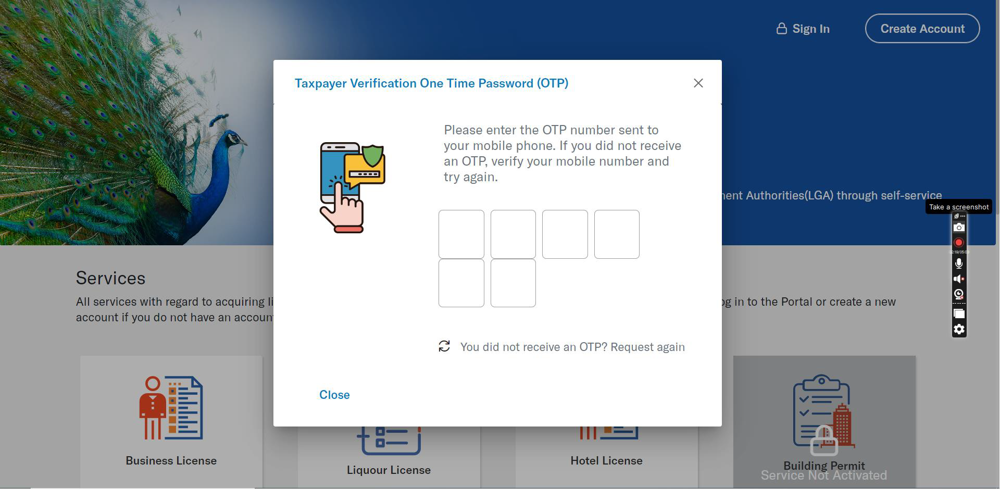 Sign In
Create Account
Taxpayer Verification One Time Password (OTP)
Please enter the OTP number sent to
your mobile phone. If you did not receive
an OTP, verify your mobile number and
try again.
You did not receive an OTP? Request again
Close
ent Authorities(LGA) through self-service
Take a screenshot
Services
All services with regard to acquiring li
og in to the Portal or create a new
account if you do not have an accoun
Business License
Liquour License
Hotel License
Building Permit
Service Not Activated